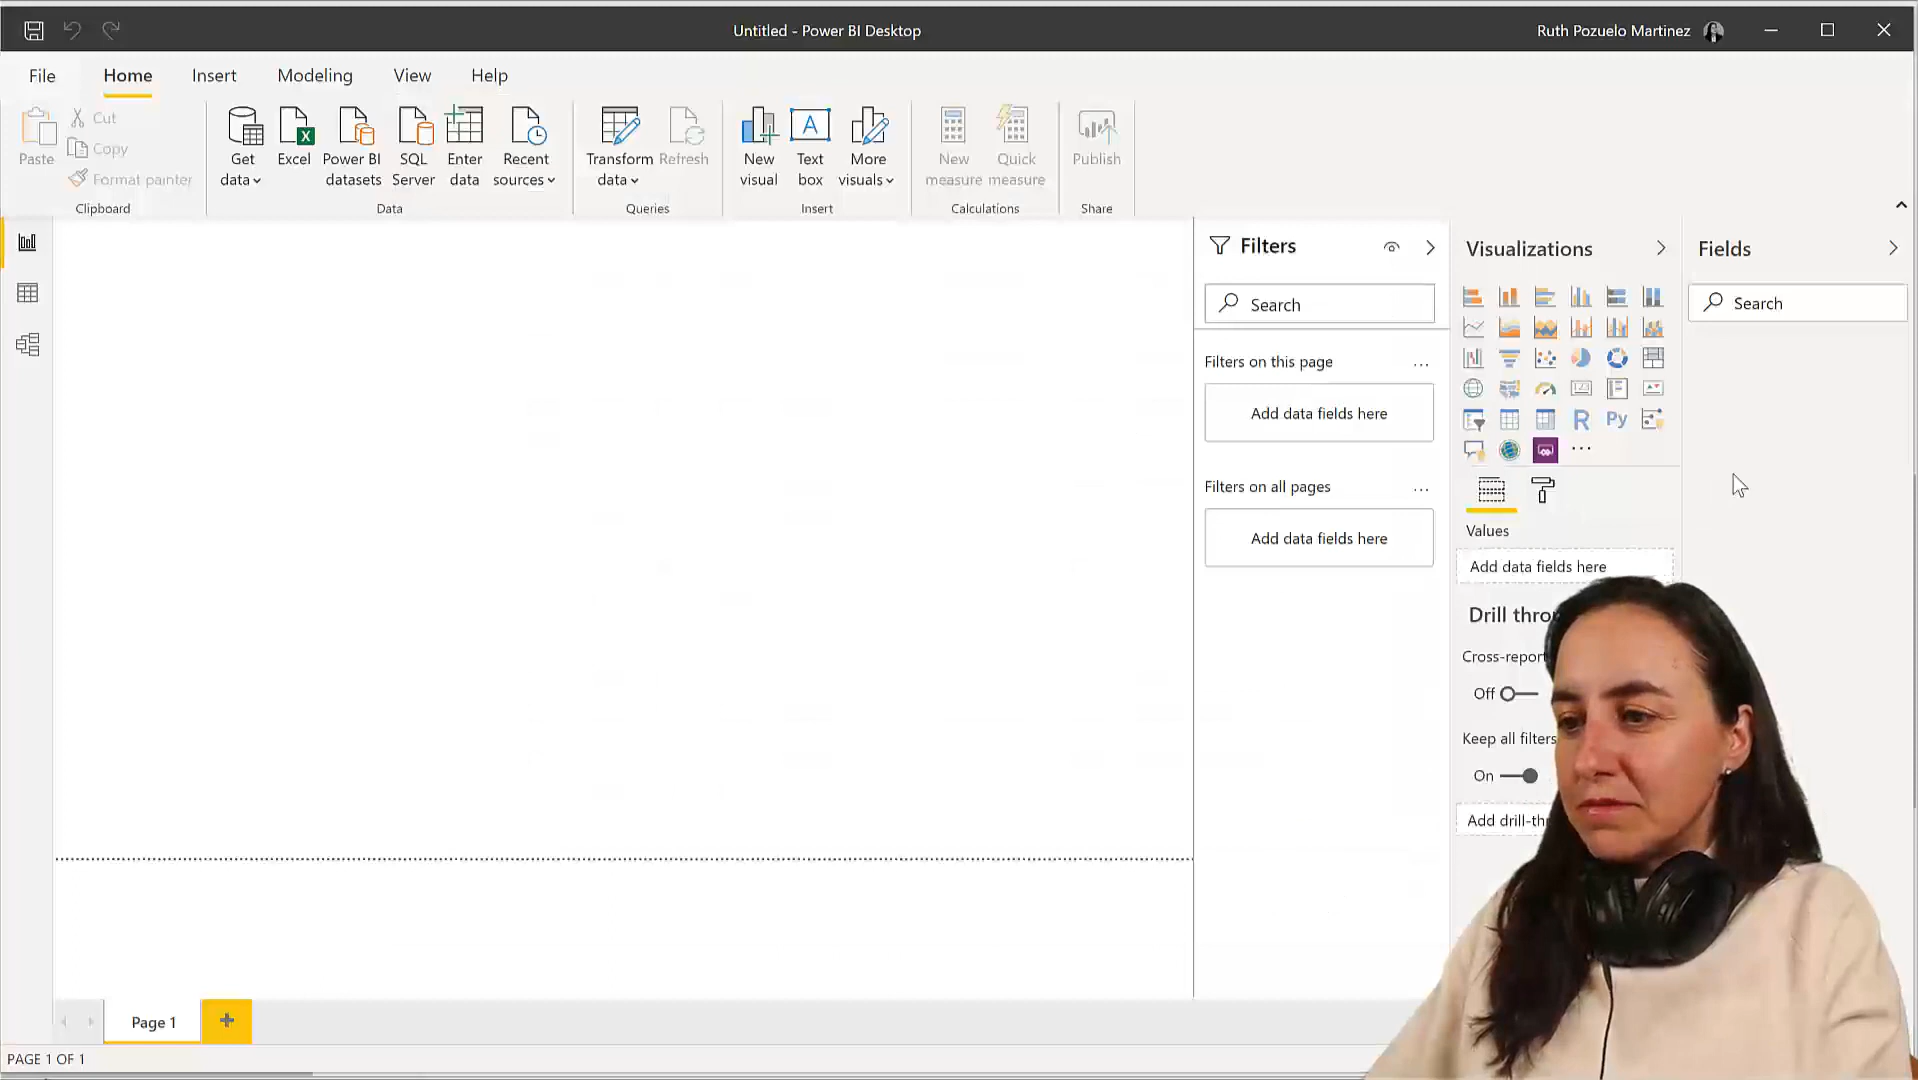 Untitled - Power BI Desktop
Ruth Pozuelo Martinez
File
Home
Insert
Modeling
View
Help
Paste
Cut
Copy
Format painter
Clipboard
Get data
Excel
Power BI datasets
SQL Server
Enter data
Recent sources
Data
Transform data
Refresh
Queries
New visual
A
Text box
More visuals
Insert
New measure
Quick measure
Calculations
Publish
Share
Filters
Search
Filters on this page
...
Add data fields here
Filters on all pages
...
Add data fields here
Visualizations
R
Py
...
Values
Add data fields here
Drill thro
Cross-report
Off
Keep all filters
On
Add drill-th
Fields
Search
Page 1
+
PAGE 1 OF 1